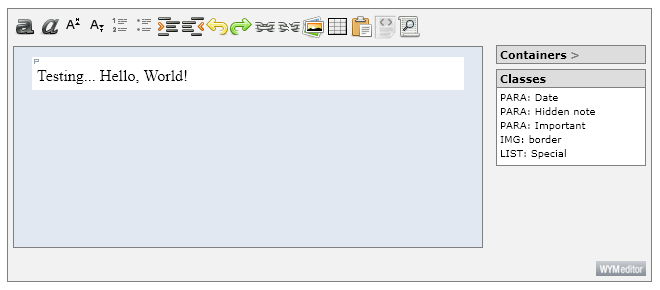 P
Testing... Hello, World!
Containers >
Classes
PARA: Date
PARA: Hidden note
PARA: Important
IMG: border
LIST: Special
WYMeditor